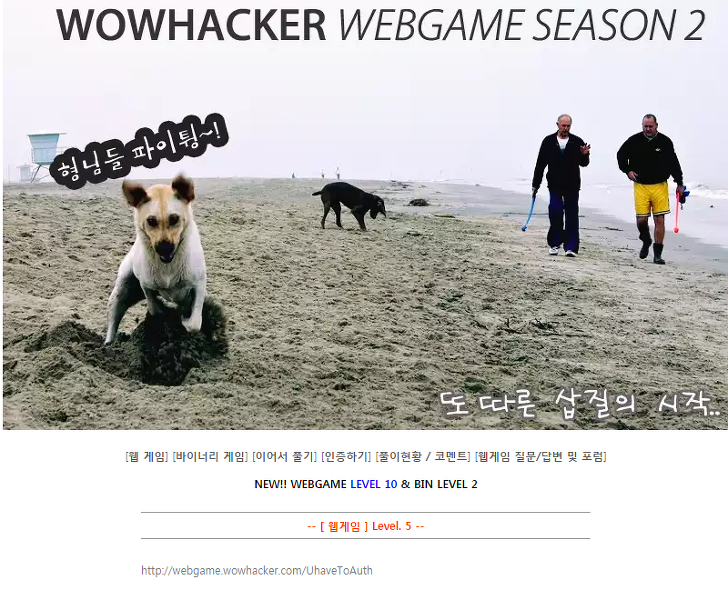 WOWHACKER WEBGAME SEASON 2
형님들 파이튕~!
또 따른 삽질의 시작..
[웹 게임] [바이너리 게임] [이어서 풀기] [인증하기] [풀이현황 / 코멘트] [웹게임 질문/답변 및 포럼]
NEW!! WEBGAME LEVEL 10 & BIN LEVEL 2
-- [ 웹게임 ] Level. 5 --
http://webgame.wowhacker.com/UhaveToAuth